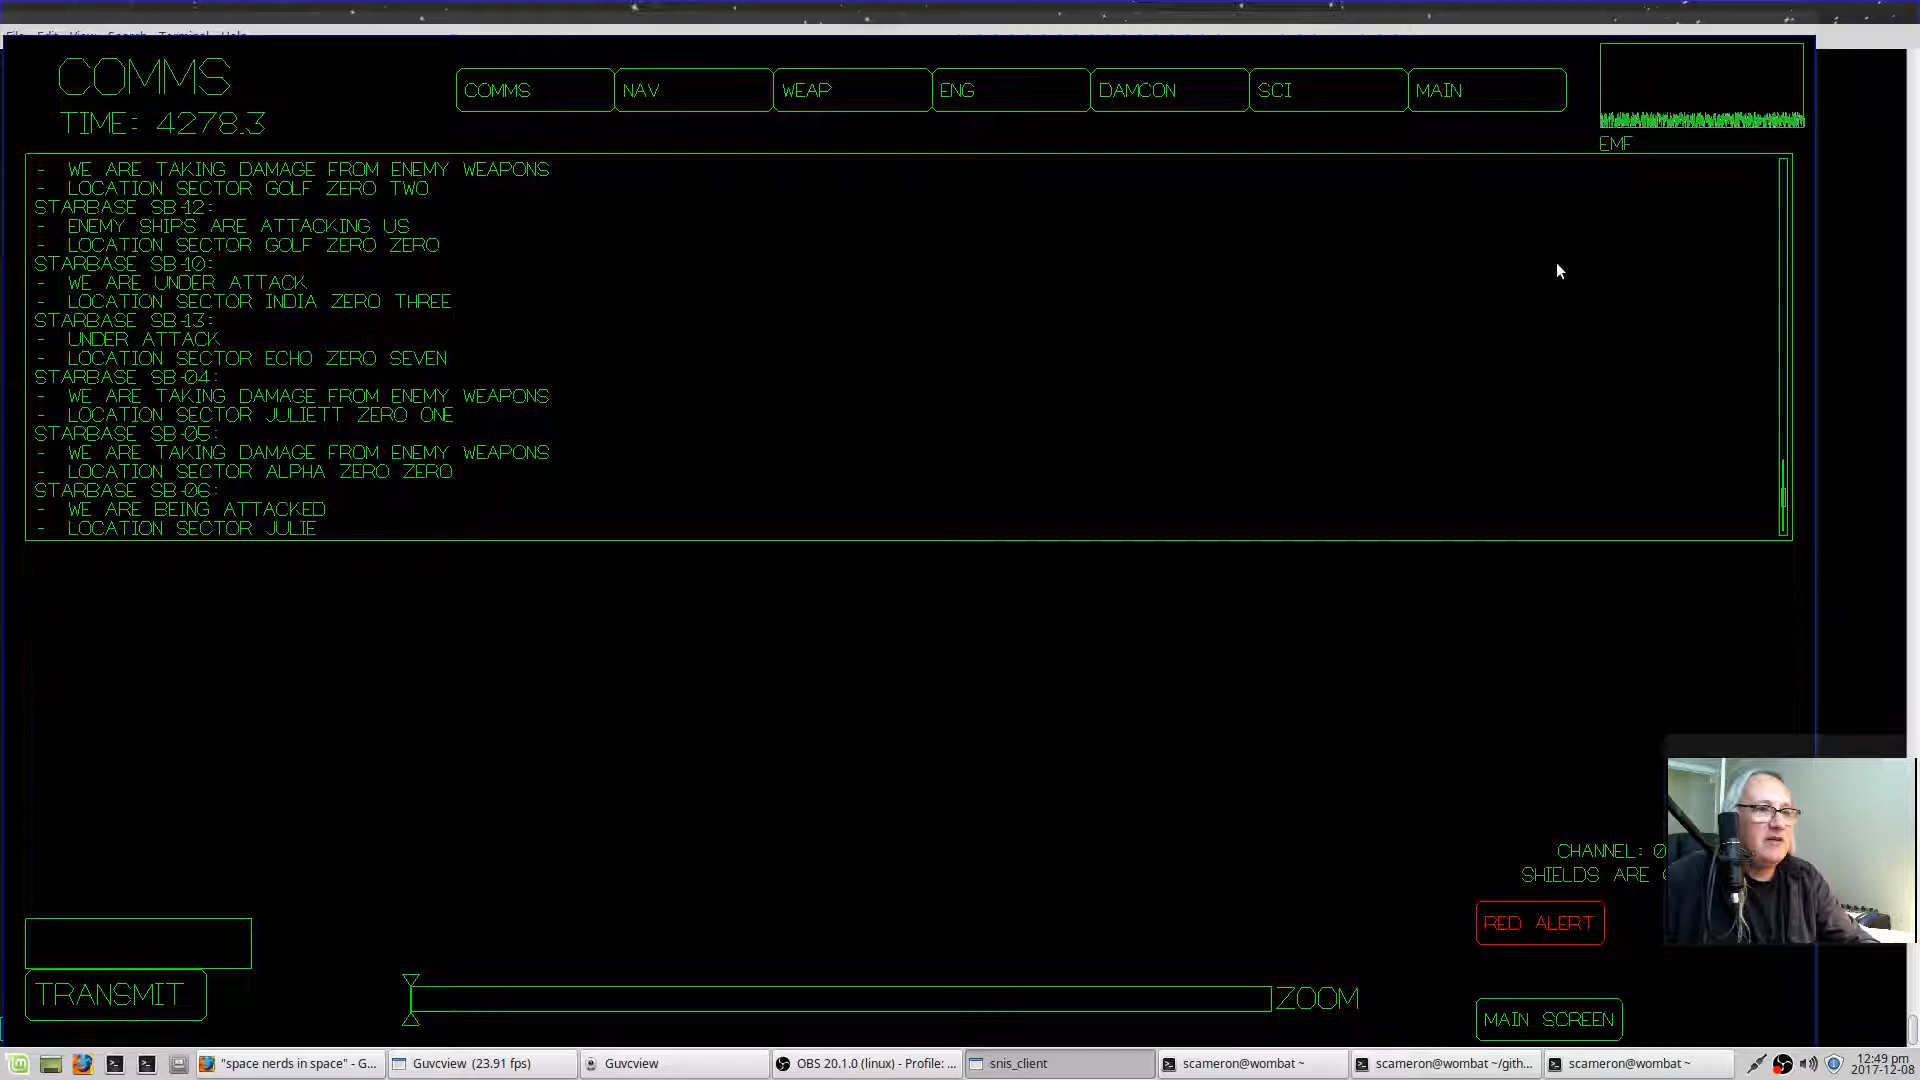 File Edit View Search Terminal Help
COMMS
TIME: 4278.3
COMMS NAV WEAP ENG DAMCON SCI MAIN
EMF
- WE ARE TAKING DAMAGE FROM ENEMY WEAPONS
- LOCATION SECTOR GOLF ZERO TWO
STARBASE SB-12:
- ENEMY SHIPS ARE ATTACKING US
- LOCATION SECTOR GOLF ZERO ZERO
STARBASE SB-10:
- WE ARE UNDER ATTACK
- LOCATION SECTOR INDIA ZERO THREE
STARBASE SB-13:
- UNDER ATTACK
- LOCATION SECTOR ECHO ZERO SEVEN
STARBASE SB-04:
- WE ARE TAKING DAMAGE FROM ENEMY WEAPONS
- LOCATION SECTOR JULIETT ZERO ONE
STARBASE SB-05:
- WE ARE TAKING DAMAGE FROM ENEMY WEAPONS
- LOCATION SECTOR ALPHA ZERO ZERO
STARBASE SB-06:
- WE ARE BEING ATTACKED
- LOCATION SECTOR JULIE
CHANNEL: 0
SHIELDS ARE
RED ALERT
TRANSMIT
ZOOM
MAIN SCREEN
"space nerds in space" - G... Guvcview (23.91 fps) Guvcview OBS 20.1.0 (linux) - Profile: ... snis_client scameron@wombat ~ scameron@wombat ~/gith... scameron@wombat ~
12:49 pm
2017-12-08